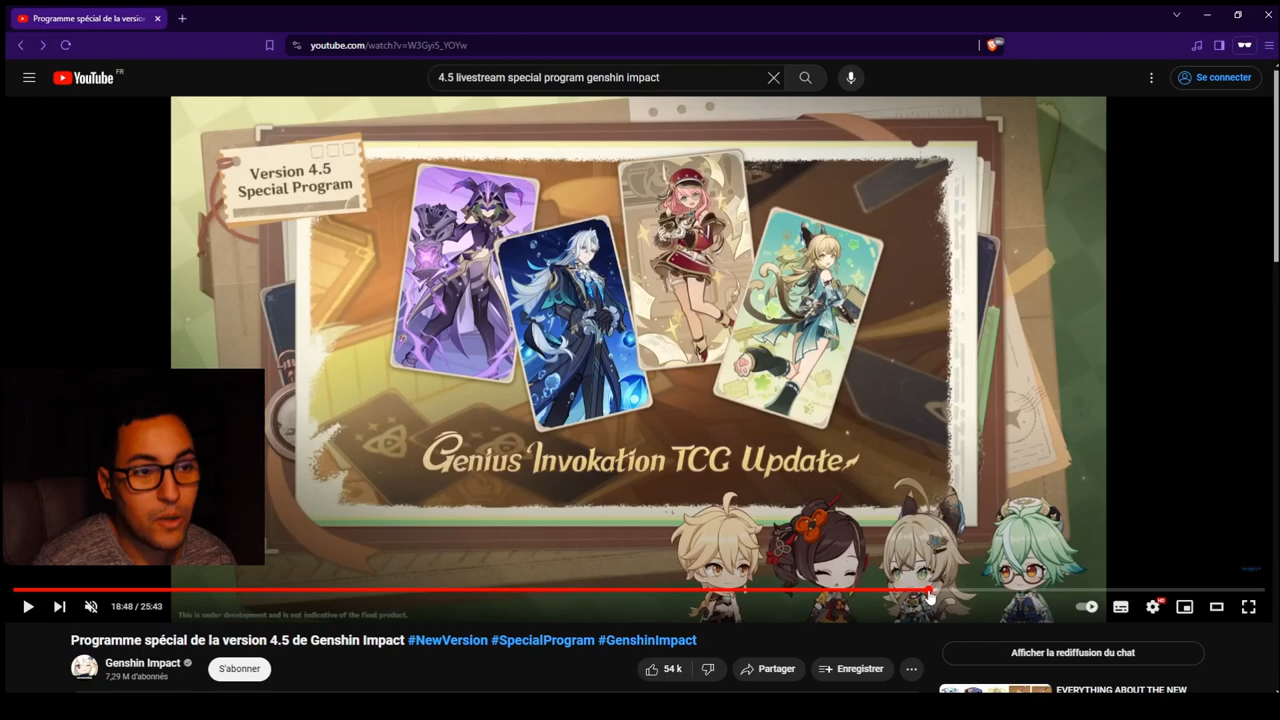 Programme spécial de la version
youtube.com/watch?v=W3Gyi5_YOYw
YouTube FR
4.5 livestream special program genshin impact
Se connecter
Version 4.5
Special Program
Genius Invokation TCG Update
18:48 / 25:43
HD
This is under development and is not indicative of the final product.
Programme spécial de la version 4.5 de Genshin Impact #NewVersion #SpecialProgram #GenshinImpact
Genshin Impact
7,29 M d'abonnés
S'abonner
54 k
Partager
Enregistrer
Afficher la rediffusion du chat
EVERYTHING ABOUT THE NEW